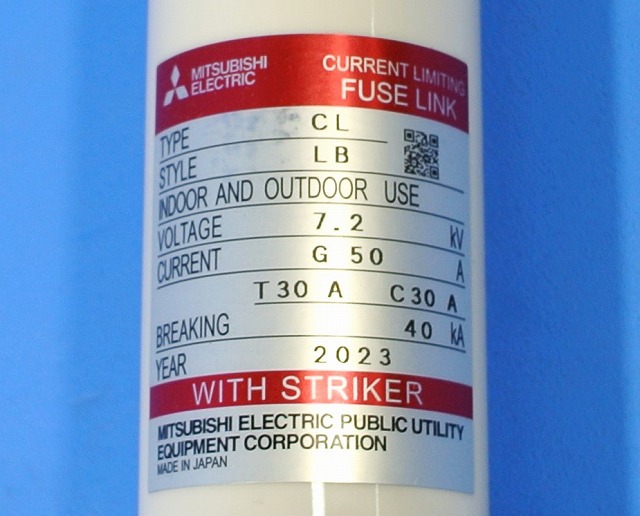 MITSUBISHI ELECTRIC
CURRENT LIMITING
FUSE LINK
TYPE CL
STYLE LB
INDOOR AND OUTDOOR USE
VOLTAGE 7.2 kV
CURRENT G 50 A
T30 A C30 A
BREAKING 40 kA
YEAR 2023
WITH STRIKER
MITSUBISHI ELECTRIC PUBLIC UTILITY
EQUIPMENT CORPORATION
MADE IN JAPAN